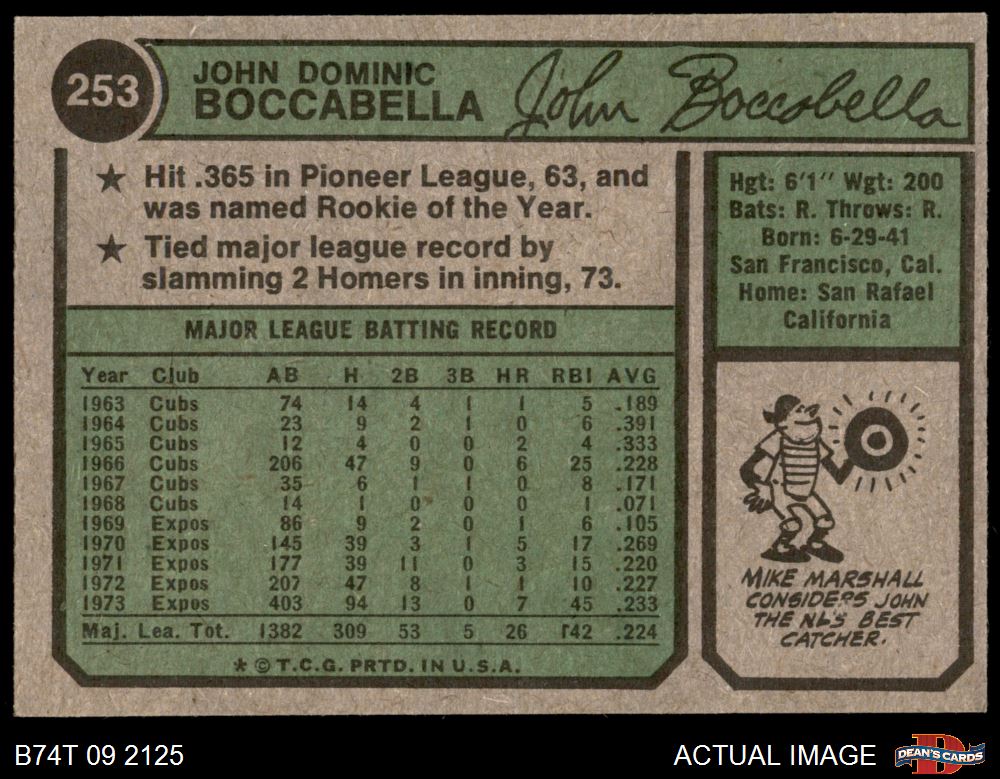 253
JOHN DOMINIC
BOCCABELLA
John Boccabella
★ Hit .365 in Pioneer League, 63, and
was named Rookie of the Year.
★ Tied major league record by
slamming 2 Homers in inning, 73.
Hgt: 6'1" Wgt: 200
Bats: R. Throws: R.
Born: 6-29-41
San Francisco, Cal.
Home: San Rafael
California
MAJOR LEAGUE BATTING RECORD
Year Club AB H 2B 3B HR RBI AVG
1963 Cubs 74 14 4 1 1 5 .189
1964 Cubs 23 9 2 1 0 6 .391
1965 Cubs 12 4 0 0 2 4 .333
1966 Cubs 206 47 9 0 6 25 .228
1967 Cubs 35 6 1 1 0 8 .171
1968 Cubs 14 1 0 0 0 1 .071
1969 Expos 86 9 2 0 1 6 .105
1970 Expos 145 39 3 1 5 17 .269
1971 Expos 177 39 11 0 3 15 .220
1972 Expos 207 47 8 1 1 10 .227
1973 Expos 403 94 13 0 7 45 .233
Maj. Lea. Tot. 1382 309 53 5 26 142 .224
* © T.C.G. PRTD. IN U.S.A.
MIKE MARSHALL
CONSIDERS JOHN
THE NL'S BEST
CATCHER.
B74T 09 2125
ACTUAL IMAGE
DEAN'S CARDS